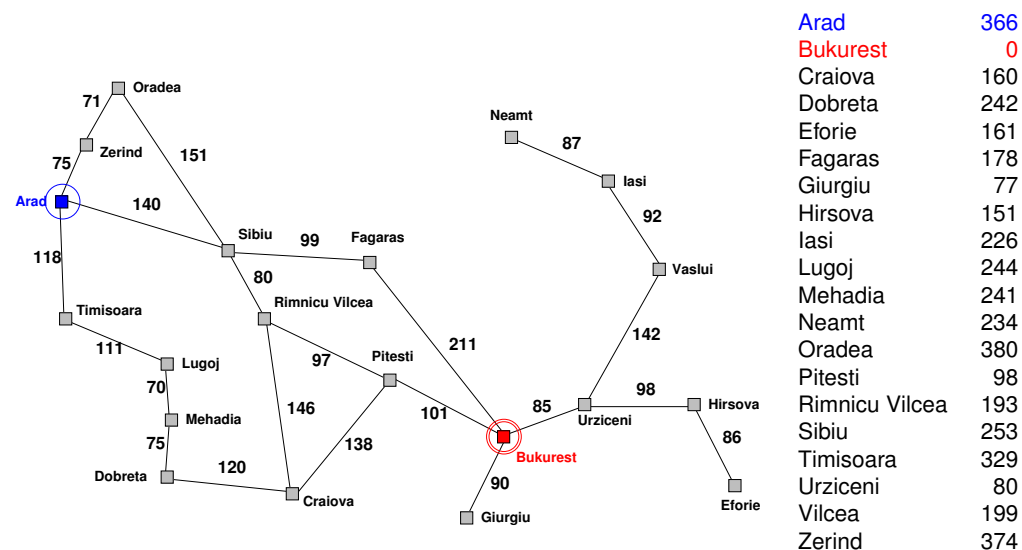 Oradea
71
Neamt
87
Zerind
75
151
Iasi
Arad
140
92
Sibiu
99
Fagaras
118
80
Vaslui
Timisoara
Rimnicu Vilcea
142
111
Lugoj
97
Pitesti
211
70
146
101
85
98
Hirsova
Mehadia
Urziceni
75
138
86
Dobreta
120
Bukurest
90
Craiova
Giurgiu
Eforie
Arad 366
Bukurest 0
Craiova 160
Dobreta 242
Eforie 161
Fagaras 178
Giurgiu 77
Hirsova 151
Iasi 226
Lugoj 244
Mehadia 241
Neamt 234
Oradea 380
Pitesti 98
Rimnicu Vilcea 193
Sibiu 253
Timisoara 329
Urziceni 80
Vilcea 199
Zerind 374